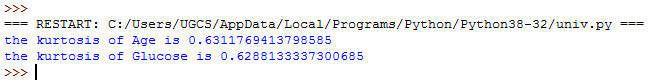 >>>
=== RESTART: C:/Users/UGCS/AppData/Local/Programs/Python/Python38-32/univ.py ===
the kurtosis of Age is 0.6311769413798585
the kurtosis of Glucose is 0.6288133337300685
>>>